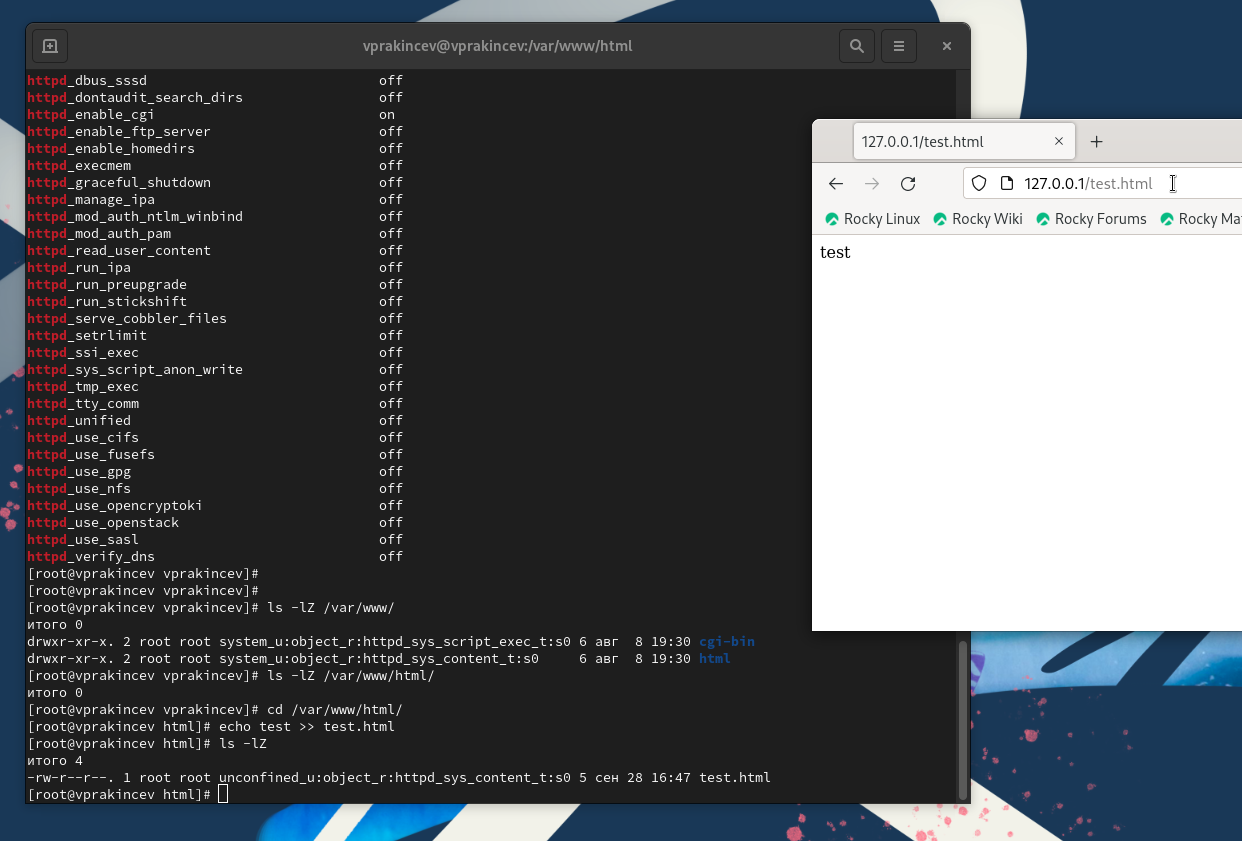 vprakincev@vprakincev:/var/www/html
httpd_dbus_sssd off
httpd_dontaudit_search_dirs off
httpd_enable_cgi on
httpd_enable_ftp_server off
httpd_enable_homedirs off
httpd_execmem off
httpd_graceful_shutdown off
httpd_manage_ipa off
httpd_mod_auth_ntlm_winbind off
httpd_mod_auth_pam off
httpd_read_user_content off
httpd_run_ipa off
httpd_run_preupgrade off
httpd_run_stickshift off
httpd_serve_cobbler_files off
httpd_setrlimit off
httpd_ssi_exec off
httpd_sys_script_anon_write off
httpd_tmp_exec off
httpd_tty_comm off
httpd_unified off
httpd_use_cifs off
httpd_use_fusefs off
httpd_use_gpg off
httpd_use_nfs off
httpd_use_opencryptoki off
httpd_use_openstack off
httpd_use_sasl off
httpd_verify_dns off
[root@vprakincev vprakincev]#
[root@vprakincev vprakincev]#
[root@vprakincev vprakincev]# ls -lZ /var/www/
итого 0
drwxr-xr-x. 2 root root system_u:object_r:httpd_sys_script_exec_t:s0 6 авг  8 19:30 cgi-bin
drwxr-xr-x. 2 root root system_u:object_r:httpd_sys_content_t:s0     6 авг  8 19:30 html
[root@vprakincev vprakincev]# ls -lZ /var/www/html/
итого 0
[root@vprakincev vprakincev]# cd /var/www/html/
[root@vprakincev html]# echo test >> test.html
[root@vprakincev html]# ls -lZ
итого 4
-rw-r--r--. 1 root root unconfined_u:object_r:httpd_sys_content_t:s0 5 сен 28 16:47 test.html
[root@vprakincev html]#
127.0.0.1/test.html
127.0.0.1/test.html
Rocky Linux Rocky Wiki Rocky Forums Rocky
test